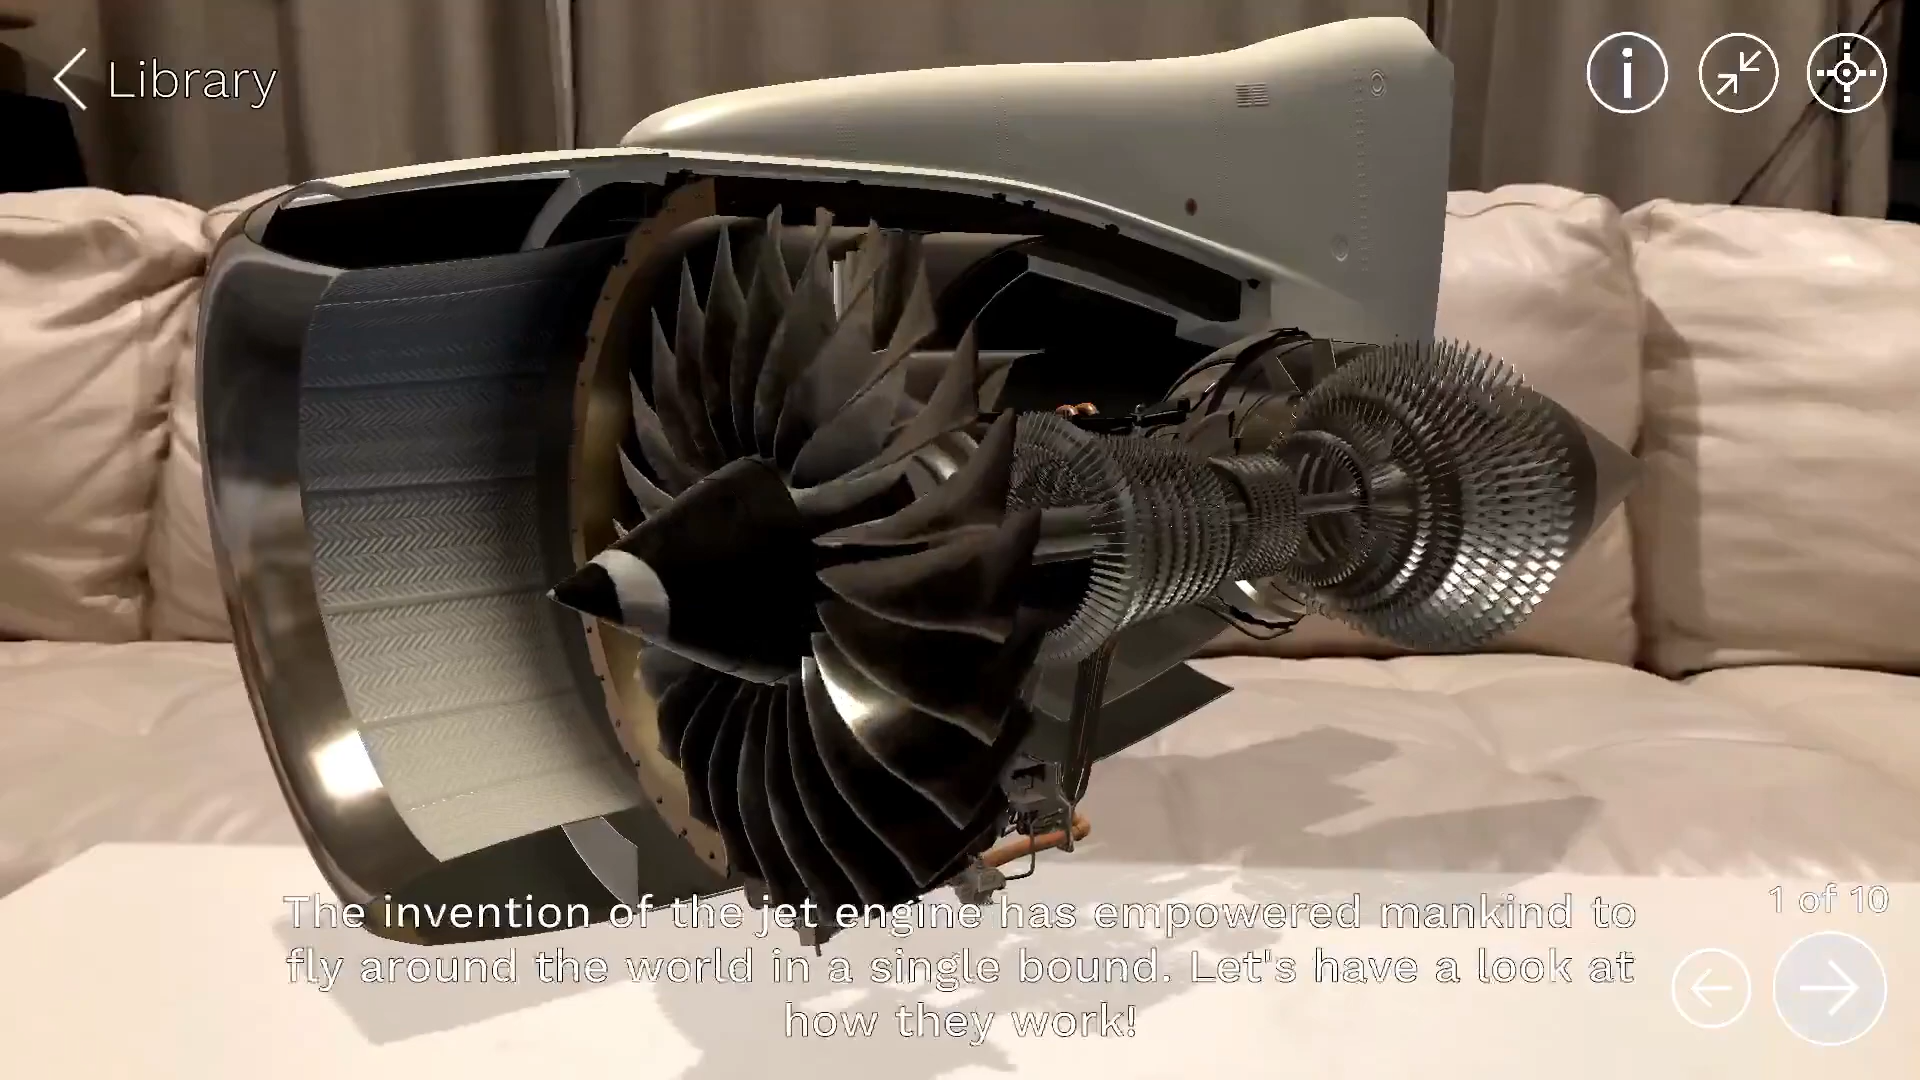 Library
The invention of the jet engine has empowered mankind to
fly around the world in a single bound. Let's have a look at
how they work!
1 of 10